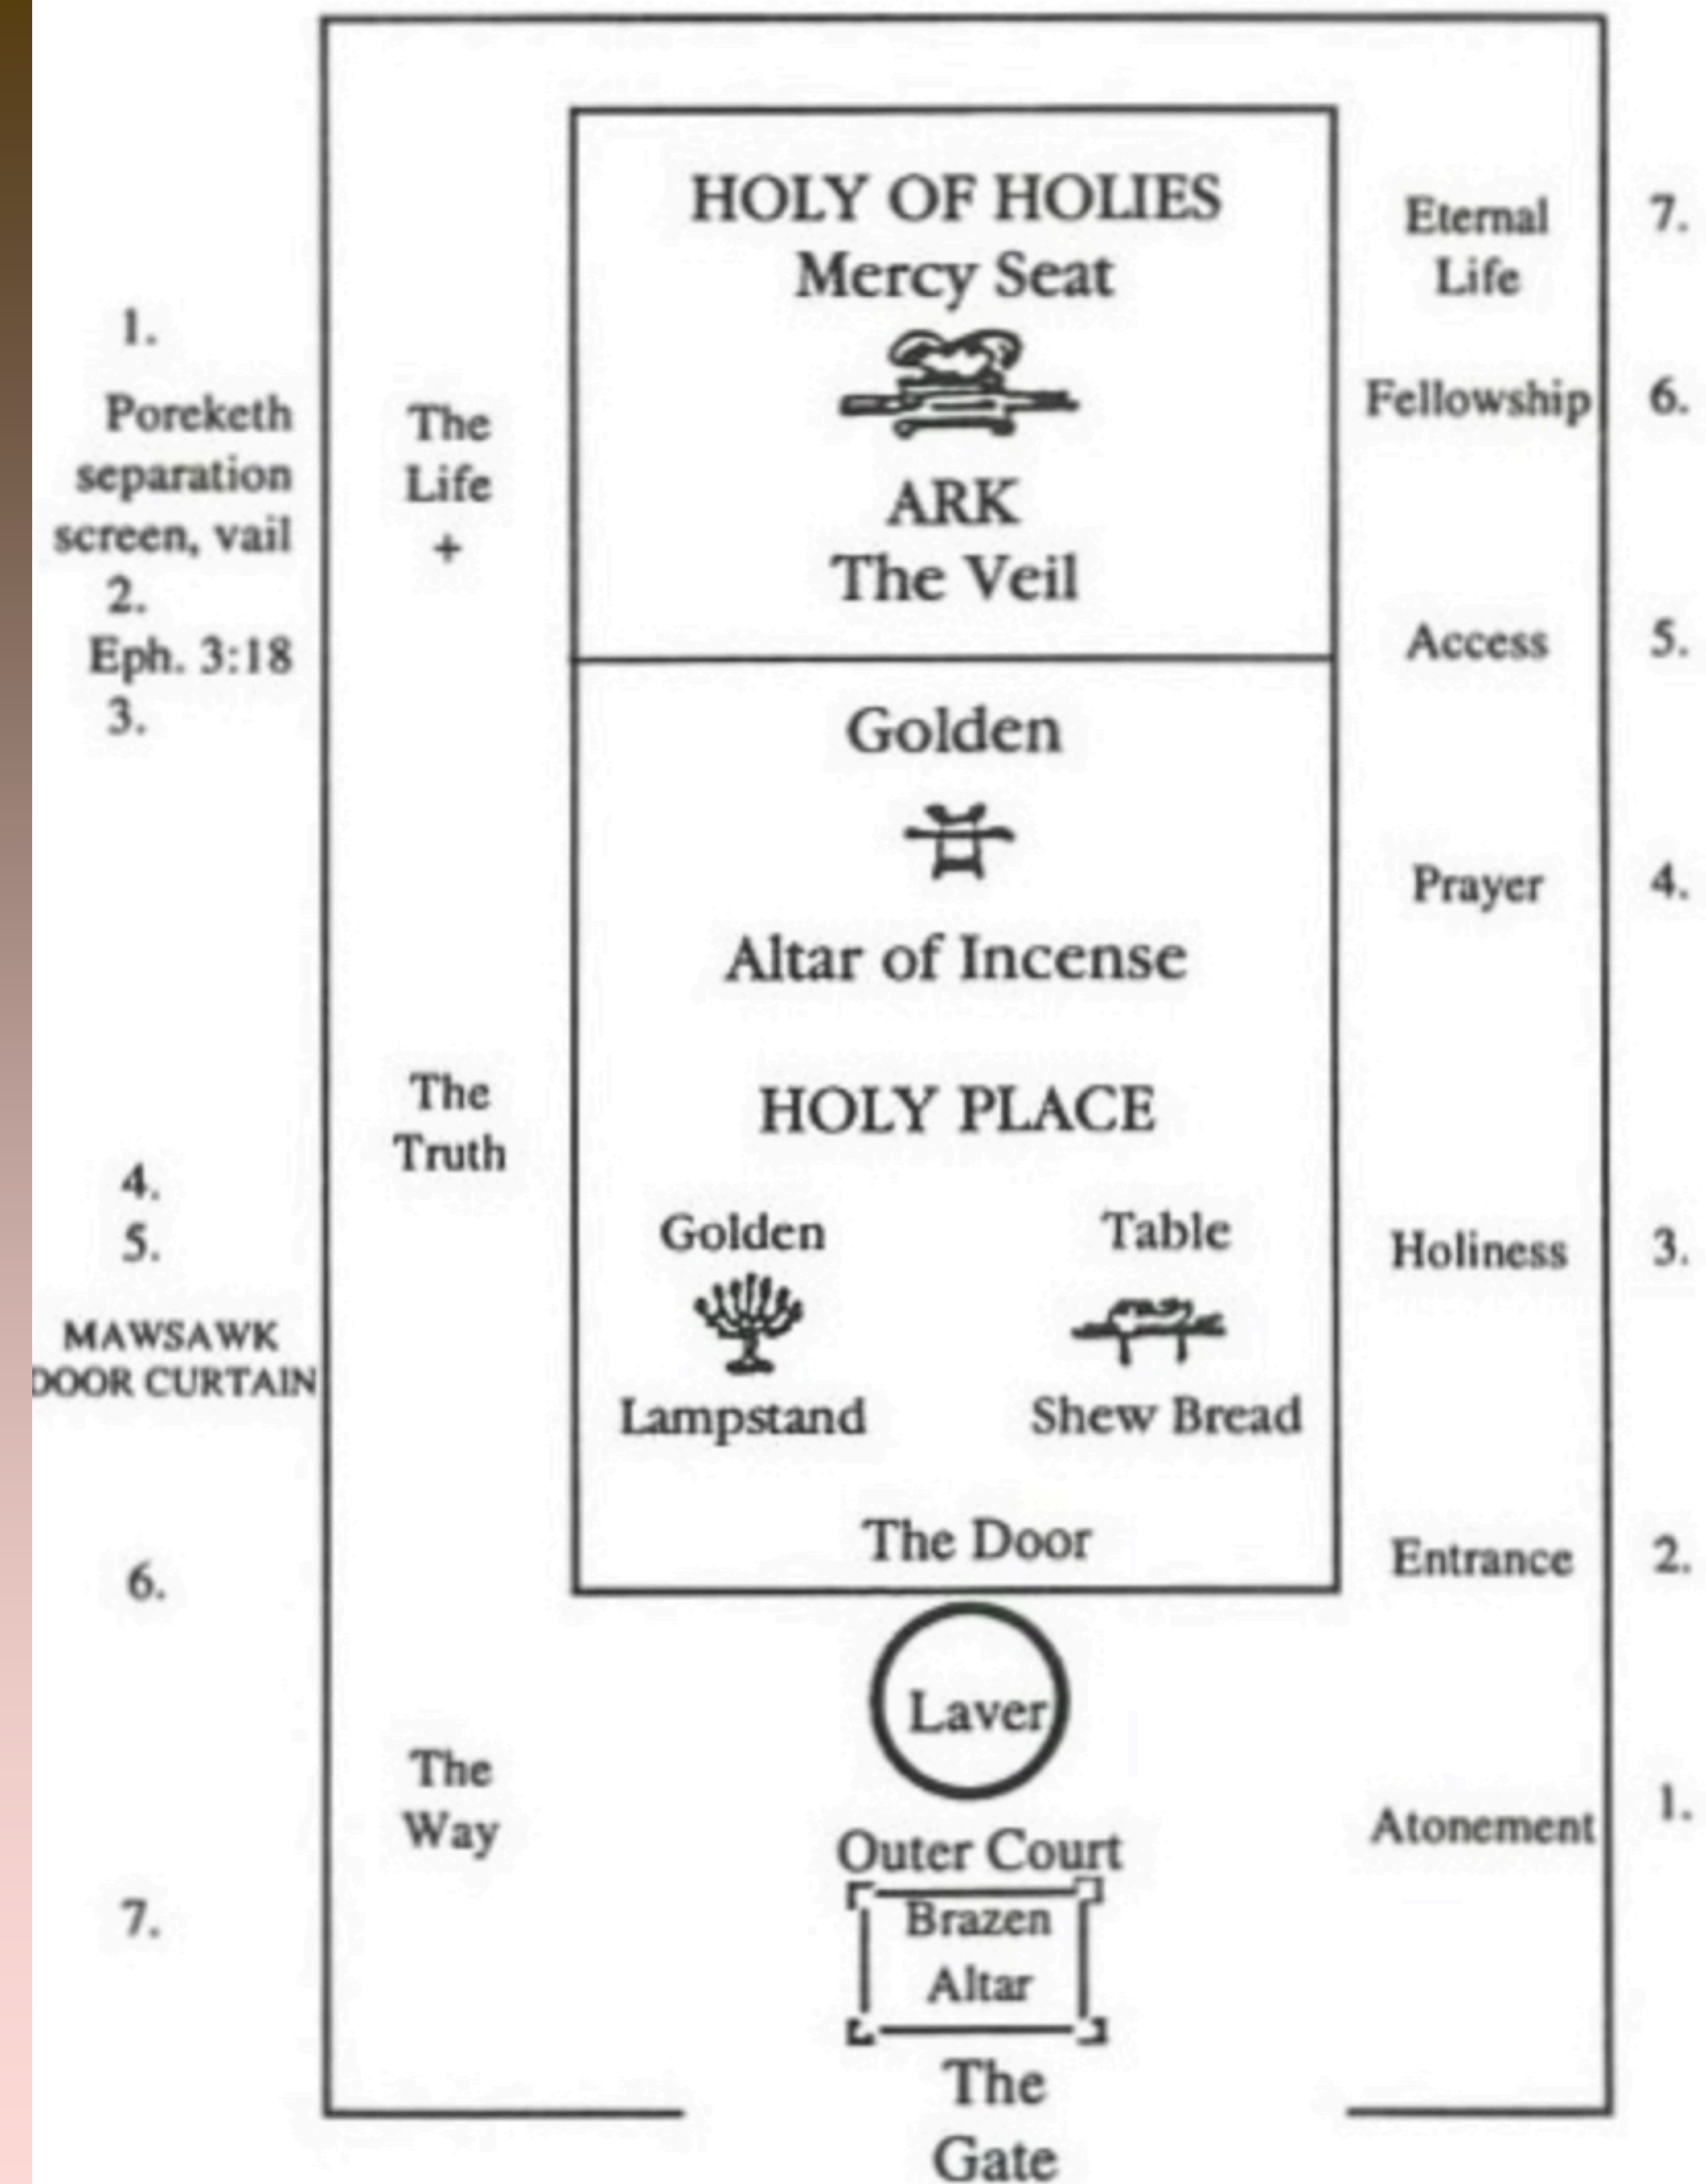 HOLY OF HOLIES
Mercy Seat
ARK
The Veil
Golden
Altar of Incense
HOLY PLACE
Golden
Lampstand
Table
Shew Bread
The Door
Laver
Outer Court
Brazen
Altar
The
Gate
1.
Poreketh
separation
screen, vail
2.
Eph. 3:18
3.
4.
5.
MAWSAWK
DOOR CURTAIN
6.
7.
The
Life
+
The
Truth
The
Way
Eternal 7.
Life
Fellowship 6.
Access 5.
Prayer 4.
Holiness 3.
Entrance 2.
Atonement 1.